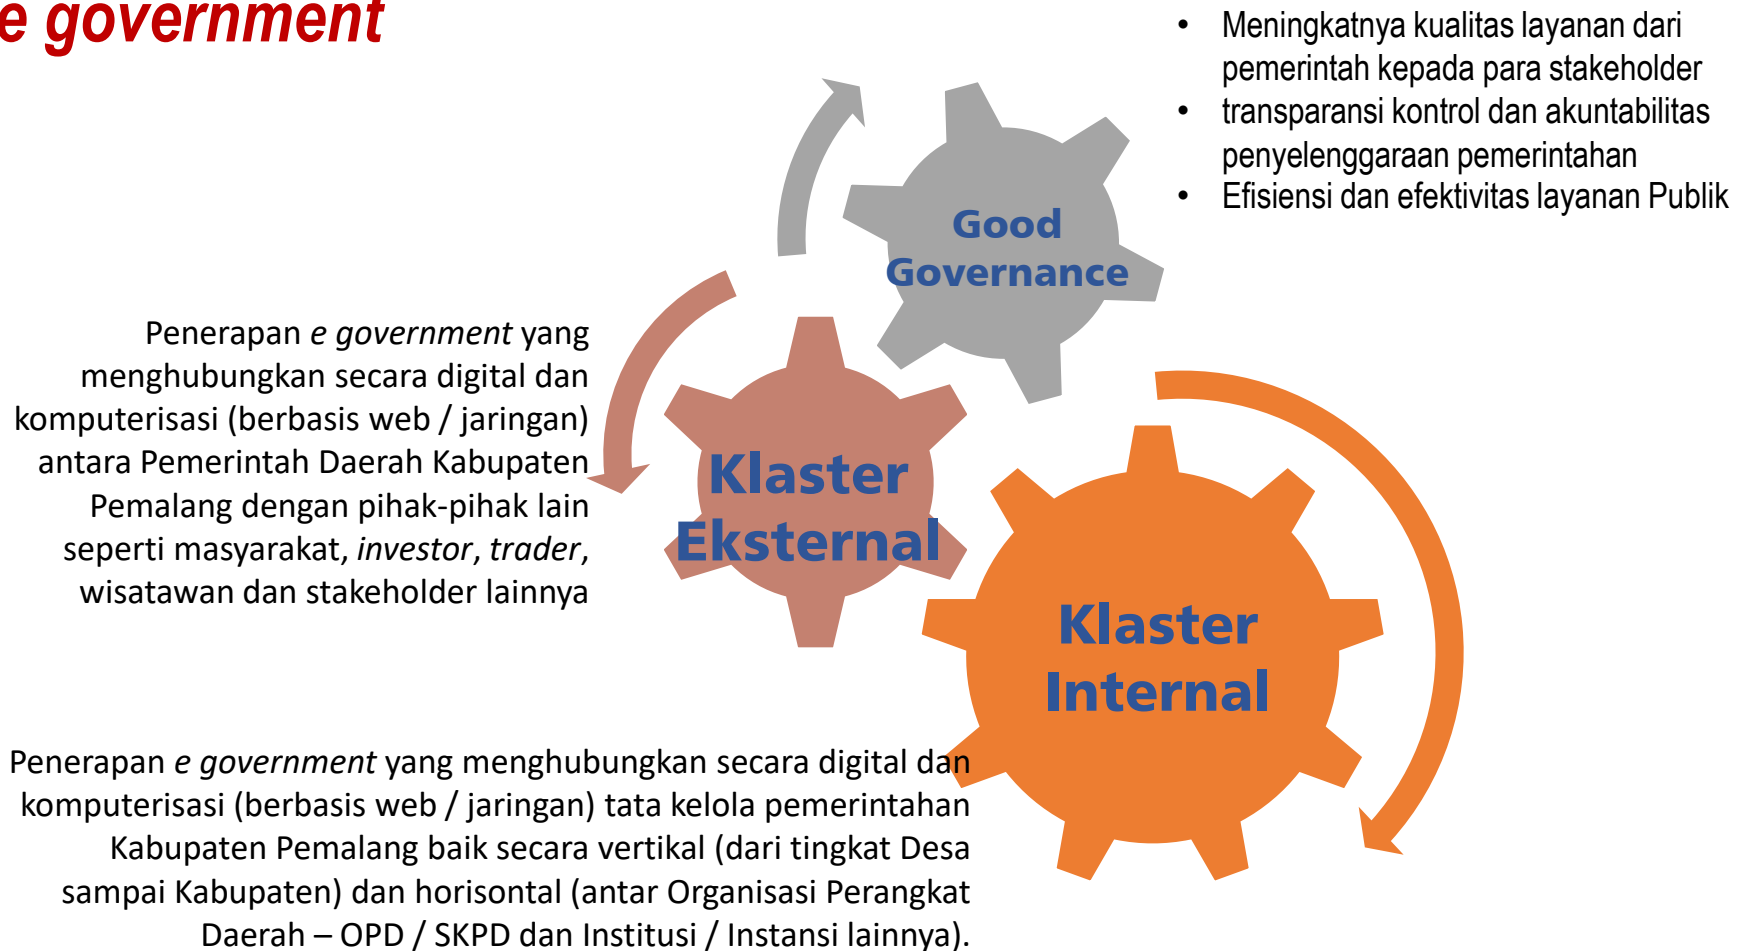 e government
• Meningkatnya kualitas layanan dari
pemerintah kepada para stakeholder
• transparansi kontrol dan akuntabilitas
penyelenggaraan pemerintahan
• Efisiensi dan efektivitas layanan Publik
Good
Governance
Penerapan e government yang
menghubungkan secara digital dan
komputerisasi (berbasis web / jaringan)
antara Pemerintah Daerah Kabupaten
Pemalang dengan pihak-pihak lain
seperti masyarakat, investor, trader,
wisatawan dan stakeholder lainnya
Klaster
Eksternal
Klaster
Internal
Penerapan e government yang menghubungkan secara digital dan
komputerisasi (berbasis web / jaringan) tata kelola pemerintahan
Kabupaten Pemalang baik secara vertikal (dari tingkat Desa
sampai Kabupaten) dan horisontal (antar Organisasi Perangkat
Daerah – OPD / SKPD dan Institusi / Instansi lainnya).